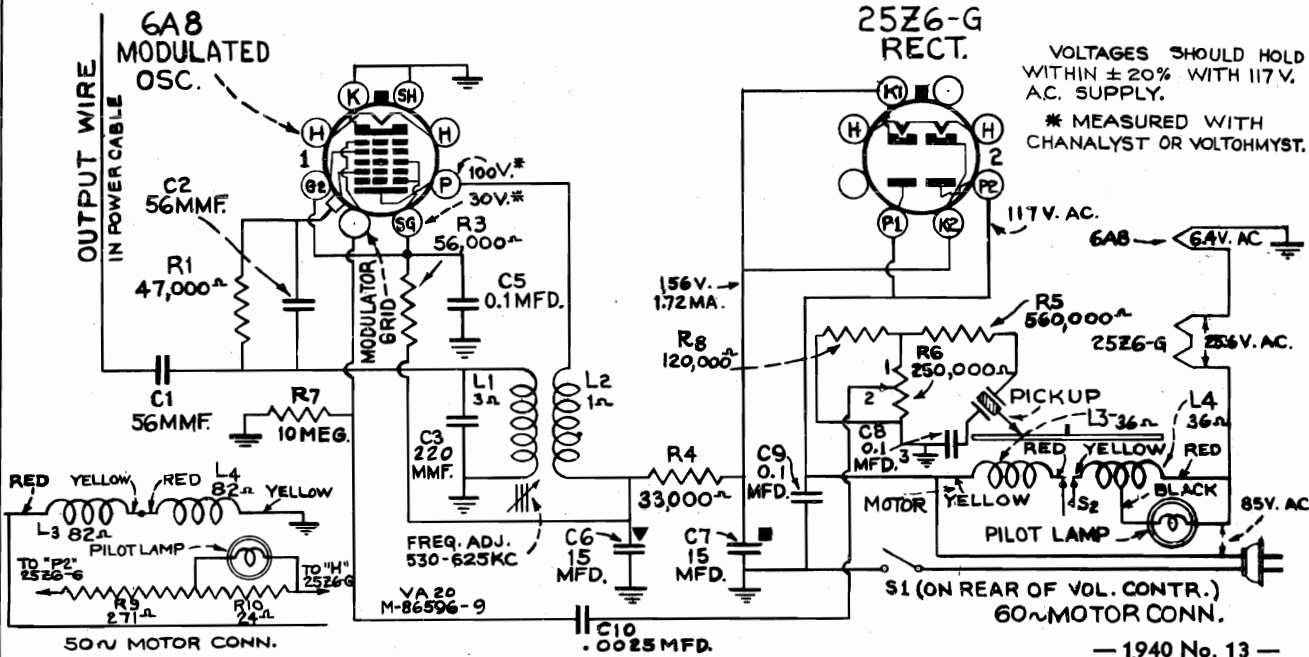 6A8
MODULATED
OSC.
OUTPUT WIRE
IN POWER CABLE
K
SH
H
H
1
G2
P
SG
100V.*
30V.*
C2
56MMF.
R1
47,000Ω
C1
56MMF.
R7
10 MEG.
MODULATOR
GRID
R3
56,000Ω
C5
0.1MFD.
L1
3Ω
L2
1Ω
C3
220
MMF.
FREQ. ADJ.
530-625KC
R4
33,000Ω
C6
15
MFD.
C7
15
MFD.
VA 20
M-86596-9
C10
.0025MFD.
25Z6-G
RECT.
K1
H
H
2
P2
P1
K2
117V. AC.
156V.
1.72MA.
VOLTAGES SHOULD HOLD
WITHIN ±20% WITH 117V.
A.C. SUPPLY.
* MEASURED WITH
CHANALYST OR VOLTOHMYST.
6A8
6.4V. AC
25Z6-G
25.6V. AC.
R8
120,000Ω
R5
560,000Ω
R6
250,000Ω
1
2
3
PICKUP
C8
0.1
MFD.
C9
0.1
MFD.
L3-36Ω
L4
36Ω
RED
YELLOW
RED
MOTOR
YELLOW
S2
BLACK
PILOT LAMP
85V. AC
S1 (ON REAR OF VOL. CONTR.)
60~MOTOR CONN.
RED
YELLOW
RED
L4
82Ω
YELLOW
L3 82Ω
PILOT LAMP
TO "P2"
25Z6-G
TO "H"
25Z6G
R9
271Ω
R10
24Ω
50~ MOTOR CONN.
— 1940 No. 13 —